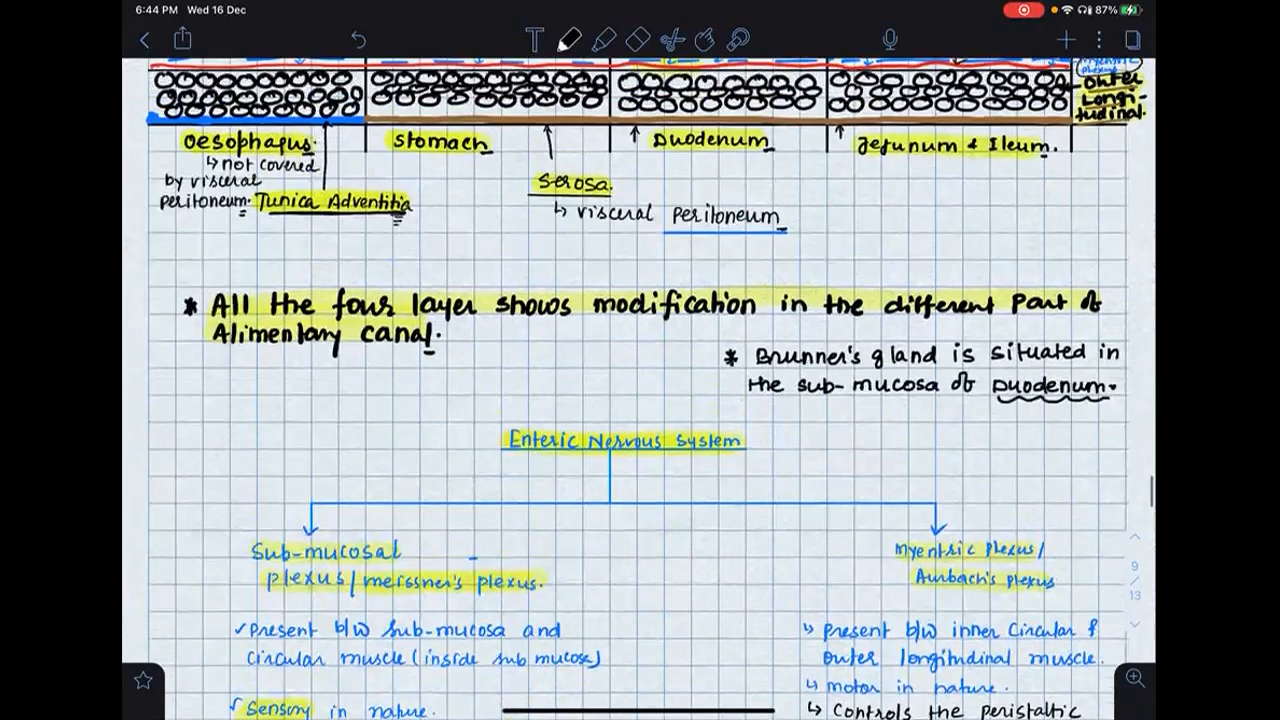 6:44 PM Wed 16 Dec
87%
plexus
Outer
Longi-
tudinal.
Oesophagus.
↳ not covered
by visceral
peritoneum. Tunica Adventitia
Stomach
Duodenum
Jejunum & Ileum.
Serosa.
↳ visceral peritoneum
* All the four layer shows modification in the different Part of
Alimentary canal.
* Brunner's gland is situated in
the sub-mucosa of Duodenum.
Enteric Nervous System
Sub-mucosal
plexus/meissner's plexus.
Myentric plexus/
Aurbach's plexus
✓Present b/w sub-mucosa and
circular muscle (inside sub mucosa)
↳ present b/w inner circular &
outer longitudinal muscle.
↳ motor in nature.
✓ Sensory in nature.
↳ Controls the peristaltic
9
/
13